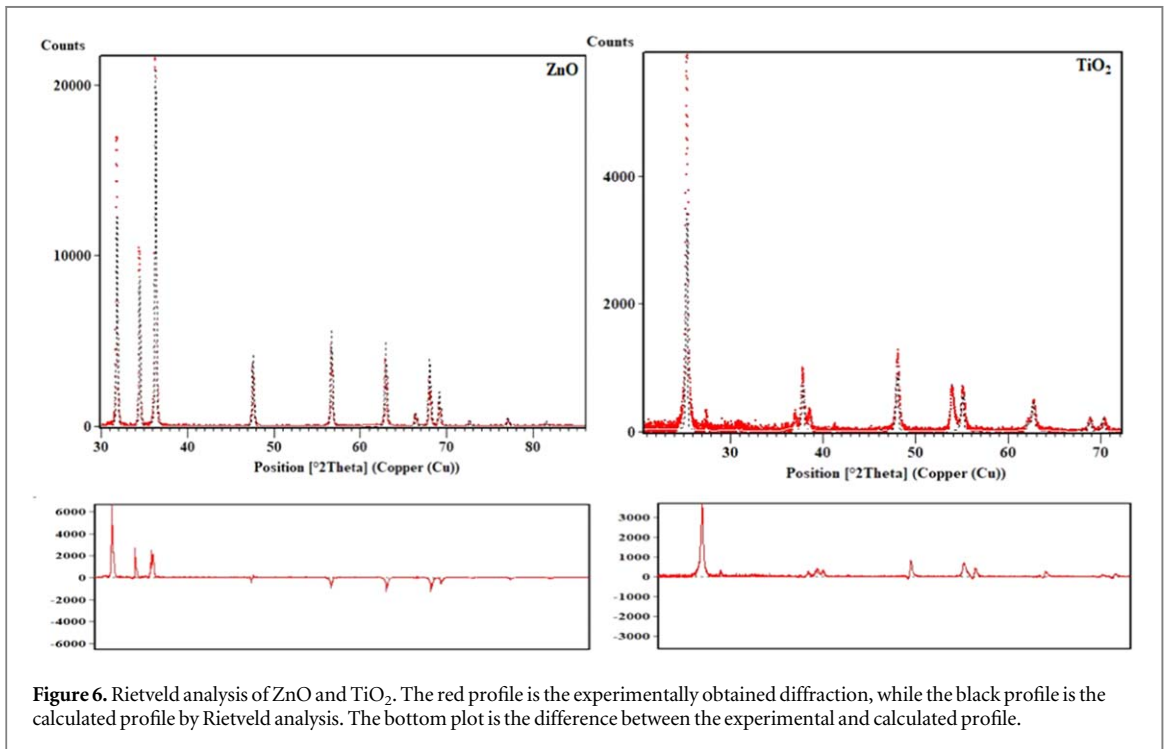 Counts
ZnO
20000
10000
0
30 40 50 60 70 80
Position [°2Theta] (Copper (Cu))
Counts
TiO₂
4000
2000
0
30 40 50 60 70
Position [°2Theta] (Copper (Cu))
6000
4000
2000
0
-2000
-4000
-6000
3000
2000
1000
0
-1000
-2000
-3000
Figure 6. Rietveld analysis of ZnO and TiO₂. The red profile is the experimentally obtained diffraction, while the black profile is the
calculated profile by Rietveld analysis. The bottom plot is the difference between the experimental and calculated profile.